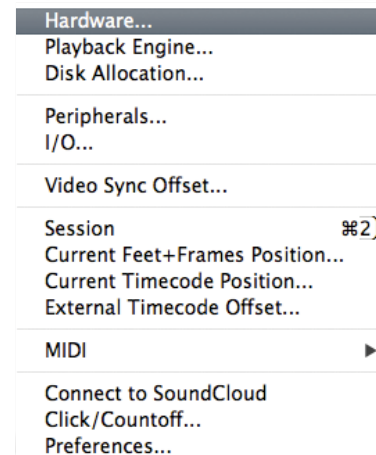 Hardware...
Playback Engine...
Disk Allocation...
Peripherals...
I/O...
Video Sync Offset...
Session ⌘2
Current Feet+Frames Position...
Current Timecode Position...
External Timecode Offset...
MIDI ▶
Connect to SoundCloud
Click/Countoff...
Preferences...